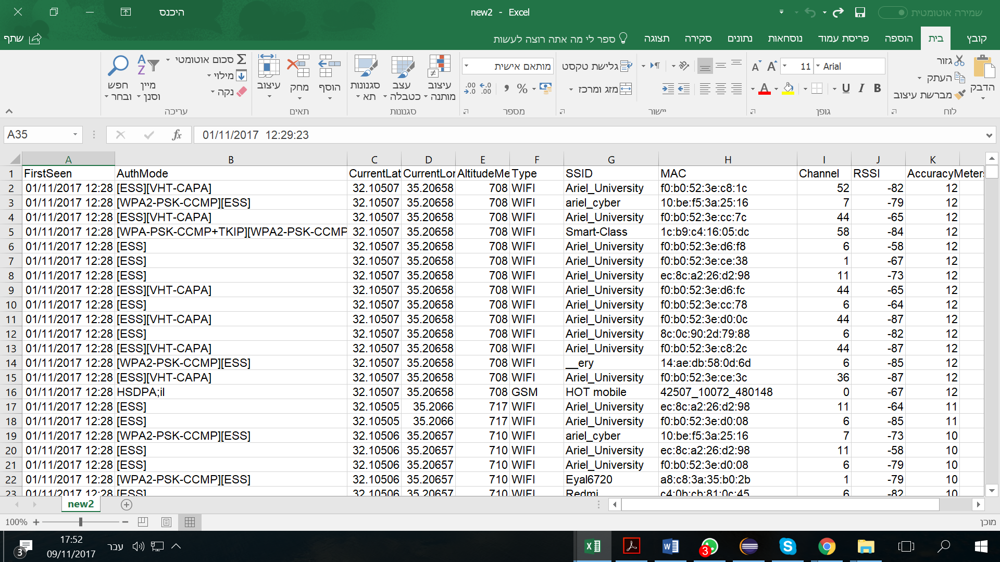 היכנס
new2 - Excel
שמירה אוטומטית
קובץ
בית
הוספה
פריסת עמוד
נוסחאות
נתונים
סקירה
תצוגה
ספר לי מה אתה רוצה לעשות
שתף
הדבק
גזור
העתק
מברשת עיצוב
לוח
Arial 11
B I U
גופן
גלישת טקסט
מזג ומרכז
יישור
מותאם אישית
מספר
עיצוב מותנה
עצב כטבלה
סגנונות תא
סגנונות
הוסף
מחק
עיצוב
תאים
סכום אוטומטי
מילוי
נקה
מיין וסנן
חפש ובחר
עריכה
A35 fx 01/11/2017 12:29:23
A B C D E F G H I J K
1 FirstSeen AuthMode CurrentLat CurrentLon AltitudeMe Type SSID MAC Channel RSSI AccuracyMeters
2 01/11/2017 12:28 [ESS][VHT-CAPA] 32.10507 35.20658 708 WIFI Ariel_University f0:b0:52:3e:c8:1c 52 -82 12
3 01/11/2017 12:28 [WPA2-PSK-CCMP][ESS] 32.10507 35.20658 708 WIFI ariel_cyber 10:be:f5:3a:25:16 7 -79 12
4 01/11/2017 12:28 [ESS][VHT-CAPA] 32.10507 35.20658 708 WIFI Ariel_University f0:b0:52:3e:cc:7c 44 -65 12
5 01/11/2017 12:28 [WPA-PSK-CCMP+TKIP][WPA2-PSK-CCMP 32.10507 35.20658 708 WIFI Smart-Class 1c:b9:c4:16:05:dc 58 -84 12
6 01/11/2017 12:28 [ESS] 32.10507 35.20658 708 WIFI Ariel_University f0:b0:52:3e:d6:f8 6 -58 12
7 01/11/2017 12:28 [ESS] 32.10507 35.20658 708 WIFI Ariel_University f0:b0:52:3e:ce:38 1 -67 12
8 01/11/2017 12:28 [ESS] 32.10507 35.20658 708 WIFI Ariel_University ec:8c:a2:26:d2:98 11 -73 12
9 01/11/2017 12:28 [ESS][VHT-CAPA] 32.10507 35.20658 708 WIFI Ariel_University f0:b0:52:3e:d6:fc 44 -65 12
10 01/11/2017 12:28 [ESS] 32.10507 35.20658 708 WIFI Ariel_University f0:b0:52:3e:cc:78 6 -64 12
11 01/11/2017 12:28 [ESS][VHT-CAPA] 32.10507 35.20658 708 WIFI Ariel_University f0:b0:52:3e:d0:0c 44 -87 12
12 01/11/2017 12:28 [ESS] 32.10507 35.20658 708 WIFI Ariel_University 8c:0c:90:2d:79:88 6 -82 12
13 01/11/2017 12:28 [ESS][VHT-CAPA] 32.10507 35.20658 708 WIFI Ariel_University f0:b0:52:3e:c8:2c 44 -87 12
14 01/11/2017 12:28 [WPA2-PSK-CCMP][ESS] 32.10507 35.20658 708 WIFI __ery 14:ae:db:58:0d:6d 6 -85 12
15 01/11/2017 12:28 [ESS][VHT-CAPA] 32.10507 35.20658 708 WIFI Ariel_University f0:b0:52:3e:ce:3c 36 -87 12
16 01/11/2017 12:28 HSDPA;il 32.10507 35.20658 708 GSM HOT mobile 42507_10072_480148 0 -67 12
17 01/11/2017 12:28 [ESS] 32.10505 35.2066 717 WIFI Ariel_University ec:8c:a2:26:d2:98 11 -64 11
18 01/11/2017 12:28 [ESS] 32.10505 35.2066 717 WIFI Ariel_University f0:b0:52:3e:d0:08 6 -85 11
19 01/11/2017 12:28 [WPA2-PSK-CCMP][ESS] 32.10506 35.20657 710 WIFI ariel_cyber 10:be:f5:3a:25:16 7 -73 10
20 01/11/2017 12:28 [ESS] 32.10506 35.20657 710 WIFI Ariel_University ec:8c:a2:26:d2:98 11 -58 10
21 01/11/2017 12:28 [ESS] 32.10506 35.20657 710 WIFI Ariel_University f0:b0:52:3e:d0:08 6 -79 10
22 01/11/2017 12:28 [WPA2-PSK-CCMP][ESS] 32.10506 35.20657 710 WIFI Eyal6720 a8:c8:3a:35:b0:2b 1 -79 10
23 01/11/2017 12:28 [ESS] 32.10506 35.20657 710 WIFI Redmi c4:0b:cb:81:0c:45 6 -82 10
new2
100%
מוכן
17:52
09/11/2017
עבר
3
3